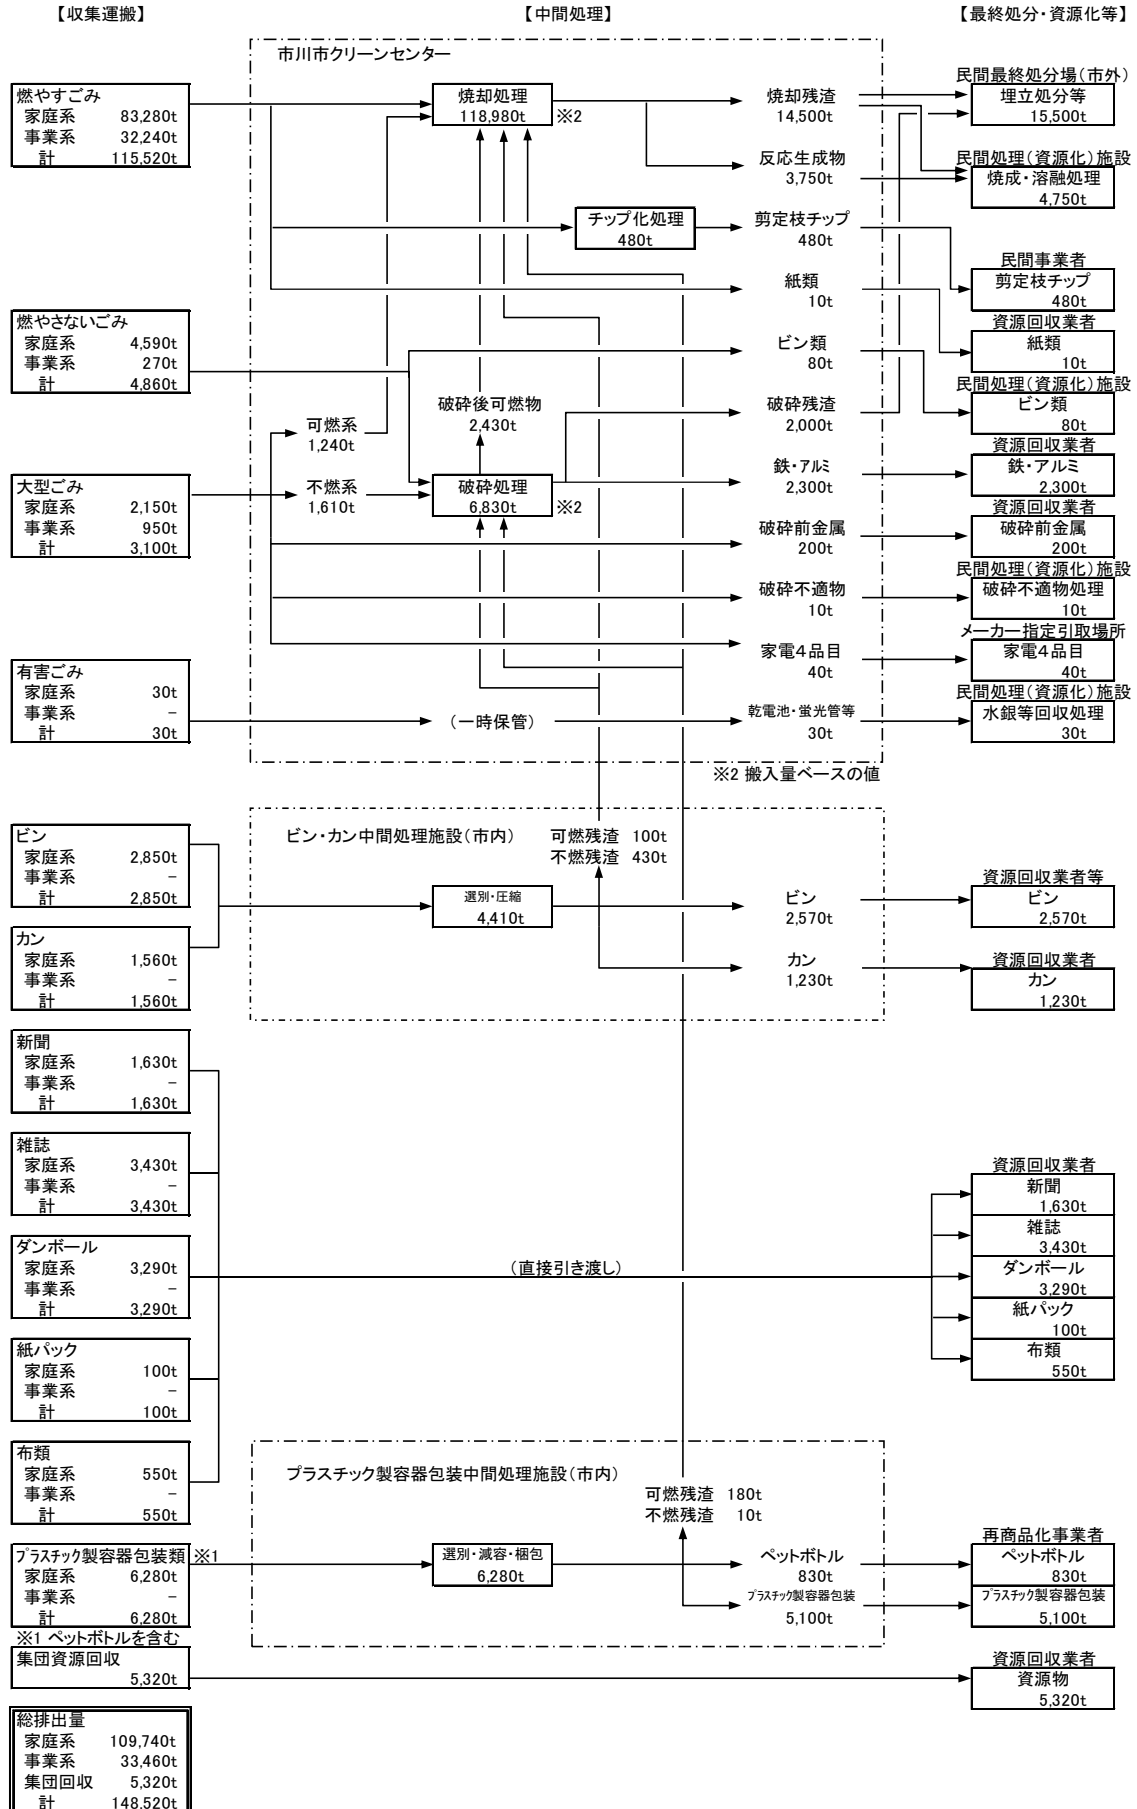 【収集運搬】
【中間処理】
【最終処分・資源化等】
市川市クリーンセンター
燃やすごみ
家庭系 83,280t
事業系 32,240t
計 115,520t
焼却処理
118,980t
※2
焼却残渣
14,500t
民間最終処分場(市外)
埋立処分等
15,500t
反応生成物
3,750t
民間処理(資源化)施設
焼成・溶融処理
4,750t
チップ化処理
480t
剪定枝チップ
480t
民間事業者
剪定枝チップ
480t
紙類
10t
資源回収業者
紙類
10t
燃やさないごみ
家庭系 4,590t
事業系 270t
計 4,860t
ビン類
80t
民間処理(資源化)施設
ビン類
80t
可燃系
1,240t
破砕後可燃物
2,430t
破砕残渣
2,000t
大型ごみ
家庭系 2,150t
事業系 950t
計 3,100t
不燃系
1,610t
破砕処理
6,830t
※2
鉄・アルミ
2,300t
資源回収業者
鉄・アルミ
2,300t
破砕前金属
200t
資源回収業者
破砕前金属
200t
破砕不適物
10t
民間処理(資源化)施設
破砕不適物処理
10t
家電4品目
40t
メーカー指定引取場所
家電4品目
40t
有害ごみ
家庭系 30t
事業系 −
計 30t
(一時保管)
乾電池・蛍光管等
30t
民間処理(資源化)施設
水銀等回収処理
30t
※2 搬入量ベースの値
ビン
家庭系 2,850t
事業系 −
計 2,850t
カン
家庭系 1,560t
事業系 −
計 1,560t
ビン・カン中間処理施設(市内)
可燃残渣 100t
不燃残渣 430t
選別・圧縮
4,410t
ビン
2,570t
資源回収業者等
ビン
2,570t
カン
1,230t
資源回収業者
カン
1,230t
新聞
家庭系 1,630t
事業系 −
計 1,630t
雑誌
家庭系 3,430t
事業系 −
計 3,430t
ダンボール
家庭系 3,290t
事業系 −
計 3,290t
紙パック
家庭系 100t
事業系 −
計 100t
布類
家庭系 550t
事業系 −
計 550t
(直接引き渡し)
資源回収業者
新聞
1,630t
雑誌
3,430t
ダンボール
3,290t
紙パック
100t
布類
550t
プラスチック製容器包装中間処理施設(市内)
可燃残渣 180t
不燃残渣 10t
プラスチック製容器包装類 ※1
家庭系 6,280t
事業系 −
計 6,280t
※1 ペットボトルを含む
選別・減容・梱包
6,280t
ペットボトル
830t
プラスチック製容器包装
5,100t
再商品化事業者
ペットボトル
830t
プラスチック製容器包装
5,100t
集団資源回収
5,320t
資源回収業者
資源物
5,320t
総排出量
家庭系 109,740t
事業系 33,460t
集団回収 5,320t
計 148,520t